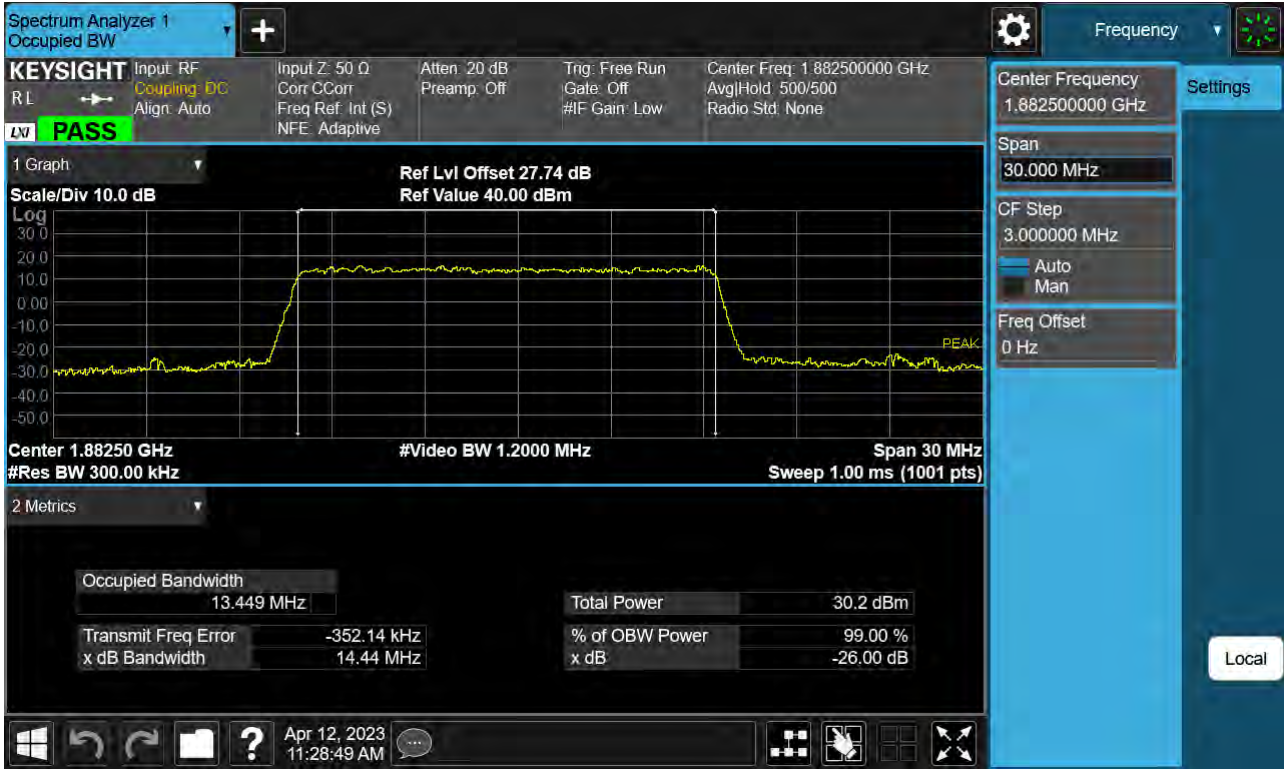 Spectrum Analyzer 1
Occupied BW
+
Frequency
KEYSIGHT
RL
LXI
PASS
Input: RF
Coupling: DC
Align: Auto
Input Z: 50 Ω
Corr CCorr
Freq Ref: Int (S)
NFE: Adaptive
Atten: 20 dB
Preamp: Off
Trig: Free Run
Gate: Off
#IF Gain: Low
Center Freq: 1.882500000 GHz
Avg|Hold: 500/500
Radio Std: None
1 Graph
Scale/Div 10.0 dB
Ref Lvl Offset 27.74 dB
Ref Value 40.00 dBm
Log
30.0
20.0
10.0
0.00
-10.0
-20.0
-30.0
-40.0
-50.0
PEAK
Center 1.88250 GHz
#Res BW 300.00 kHz
#Video BW 1.2000 MHz
Span 30 MHz
Sweep 1.00 ms (1001 pts)
2 Metrics
Occupied Bandwidth
13.449 MHz
Transmit Freq Error -352.14 kHz
x dB Bandwidth 14.44 MHz
Total Power 30.2 dBm
% of OBW Power 99.00 %
x dB -26.00 dB
Center Frequency
1.882500000 GHz
Span
30.000 MHz
CF Step
3.000000 MHz
Auto
Man
Freq Offset
0 Hz
Settings
Local
?
Apr 12, 2023
11:28:49 AM